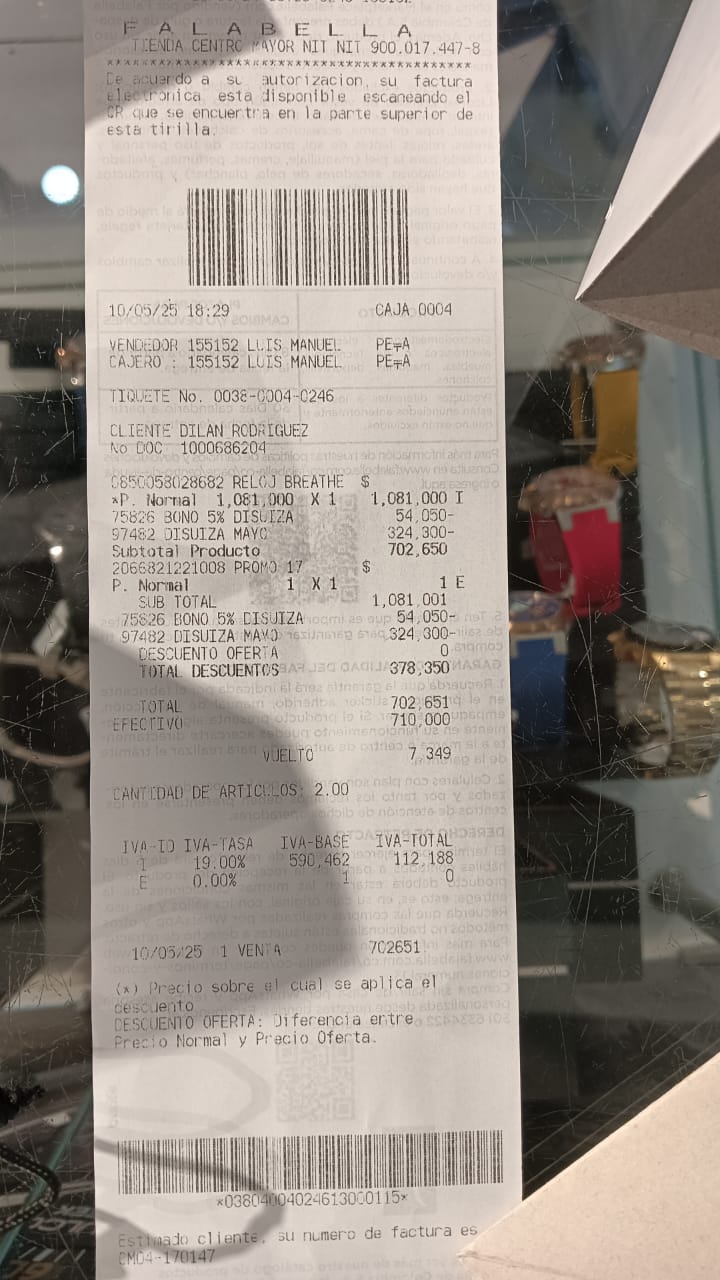 F A L A B E L L A
TIENDA CENTRO MAYOR NIT NIT 900.017.447-8
******************************************
De acuerdo a su autorizacion, su factura
electronica esta disponible escaneando el
QR que se encuentra en la parte superior de
esta tirilla.
10/05/25 18:29 CAJA 0004
VENDEDOR 155152 LUIS MANUEL PE╤A
CAJERO : 155152 LUIS MANUEL PE╤A
TIQUETE No. 0038-0004-0246
CLIENTE DILAN RODRIGUEZ
No DOC 1000686204
0850058028682 RELOJ BREATHE $
*P. Normal 1,081,000 X 1 1,081,000 I
75826 BONO 5% DISUIZA 54,050-
97482 DISUIZA MAYO 324,300-
Subtotal Producto 702,650
2066821221008 PROMO 17 $
P. Normal 1 X 1 1 E
SUB TOTAL 1,081,001
75826 BONO 5% DISUIZA 54,050-
97482 DISUIZA MAYO 324,300-
DESCUENTO OFERTA 0
TOTAL DESCUENTOS 378,350
TOTAL 702,651
EFECTIVO 710,000
VUELTO 7,349
CANTIDAD DE ARTICULOS: 2.00
IVA-ID IVA-TASA IVA-BASE IVA-TOTAL
I 19.00% 590,462 112,188
E 0.00% 1 0
10/05/25 1 VENTA 702651
(*) Precio sobre el cual se aplica el
descuento
DESCUENTO OFERTA: Diferencia entre
Precio Normal y Precio Oferta.
*03804004024613000115*
Estimado cliente, su numero de factura es
CM04-170147